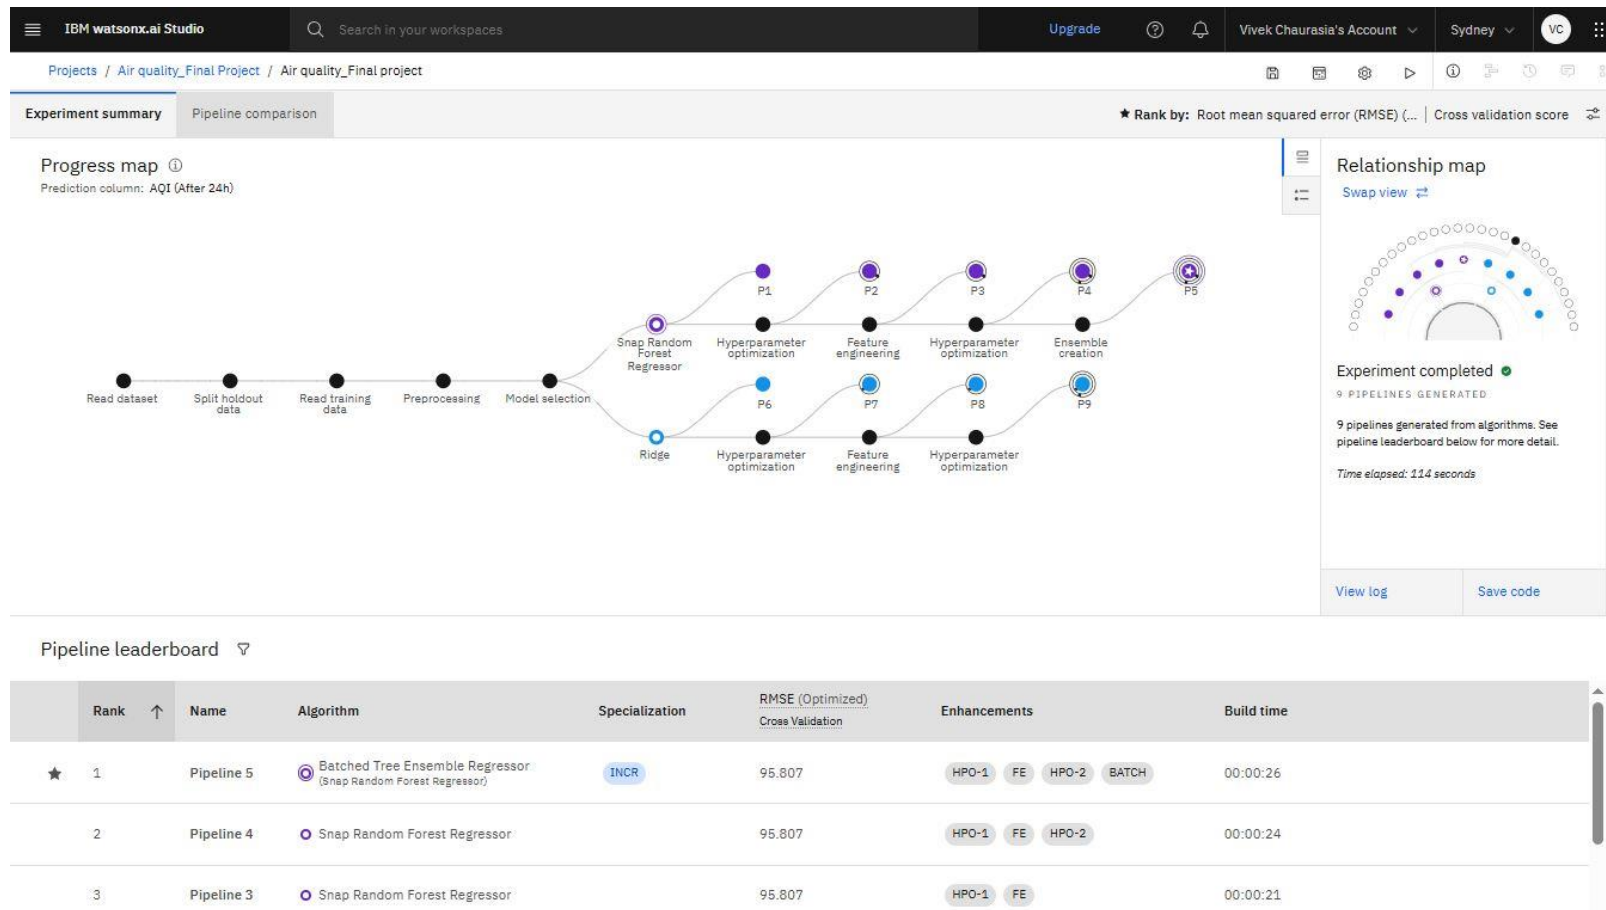 IBM watsonx.ai Studio
Search in your workspaces
Upgrade
Vivek Chaurasia's Account
Sydney
VC
Projects / Air quality_Final Project / Air quality_Final project
Experiment summary
Pipeline comparison
Rank by: Root mean squared error (RMSE) (... | Cross validation score
Progress map
Prediction column: AQI (After 24h)
P1
P2
P3
P4
P5
Snap Random
Forest
Regressor
Hyperparameter
optimization
Feature
engineering
Hyperparameter
optimization
Ensemble
creation
Read dataset
Split holdout
data
Read training
data
Preprocessing
Model selection
P6
P7
P8
P9
Ridge
Hyperparameter
optimization
Feature
engineering
Hyperparameter
optimization
Relationship map
Swap view
Experiment completed
9 PIPELINES GENERATED
9 pipelines generated from algorithms. See
pipeline leaderboard below for more detail.
Time elapsed: 114 seconds
View log
Save code
Pipeline leaderboard
Rank
Name
Algorithm
Specialization
RMSE (Optimized)
Cross Validation
Enhancements
Build time
1
Pipeline 5
Batched Tree Ensemble Regressor
(Snap Random Forest Regressor)
INCR
95.807
HPO-1 FE HPO-2 BATCH
00:00:26
2
Pipeline 4
Snap Random Forest Regressor
95.807
HPO-1 FE HPO-2
00:00:24
3
Pipeline 3
Snap Random Forest Regressor
95.807
HPO-1 FE
00:00:21